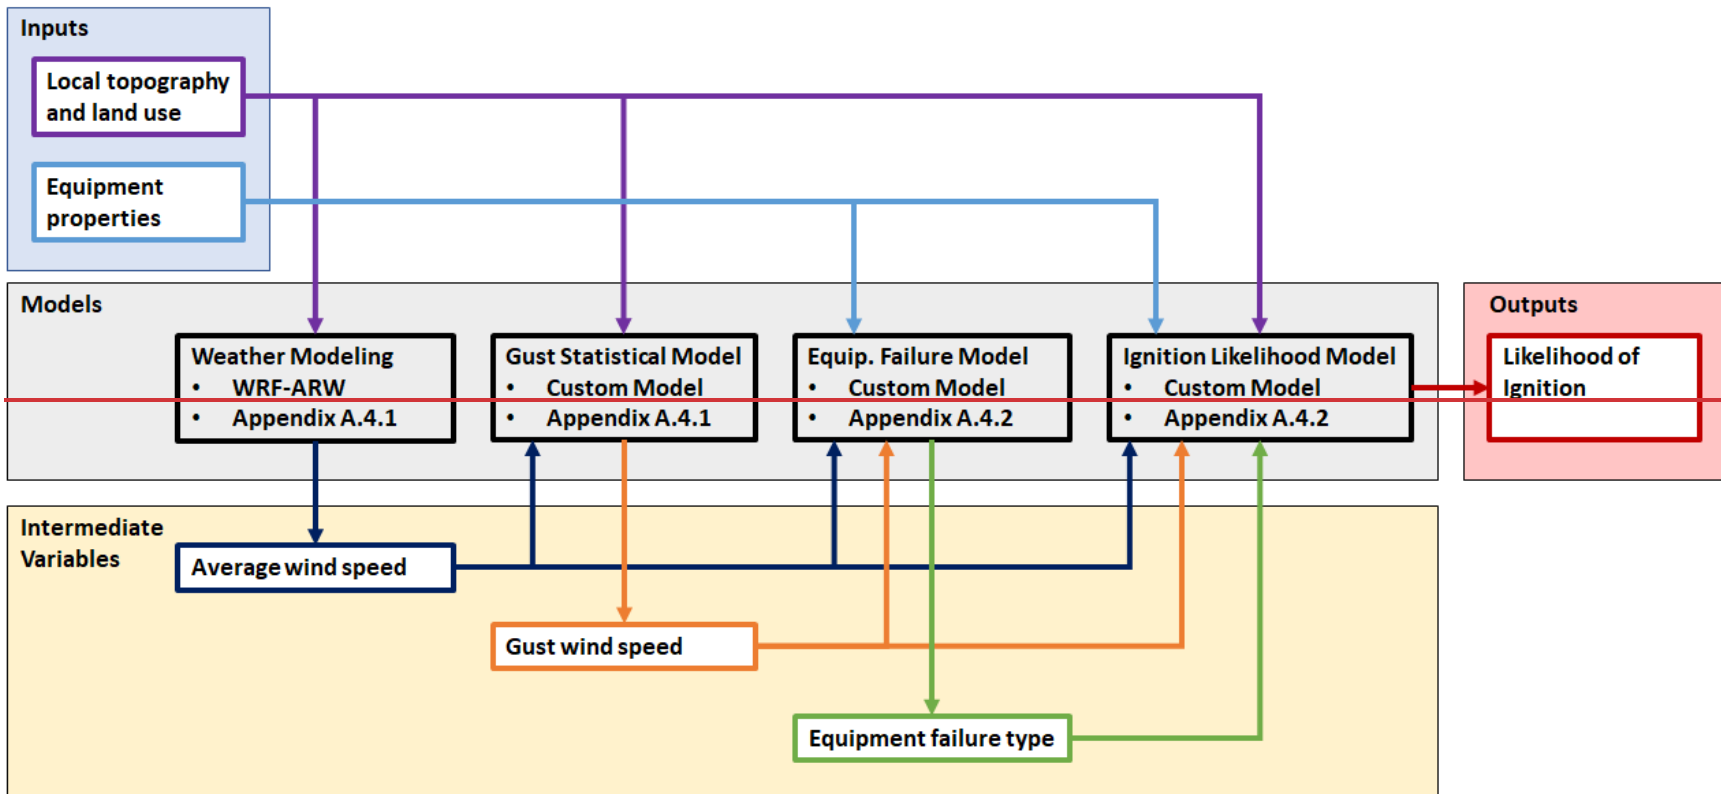 Inputs
Local topography
and land use
Equipment
properties
Models
Weather Modeling
• WRF-ARW
• Appendix A.4.1
Gust Statistical Model
• Custom Model
• Appendix A.4.1
Equip. Failure Model
• Custom Model
• Appendix A.4.2
Ignition Likelihood Model
• Custom Model
• Appendix A.4.2
Outputs
Likelihood of
Ignition
Intermediate
Variables
Average wind speed
Gust wind speed
Equipment failure type